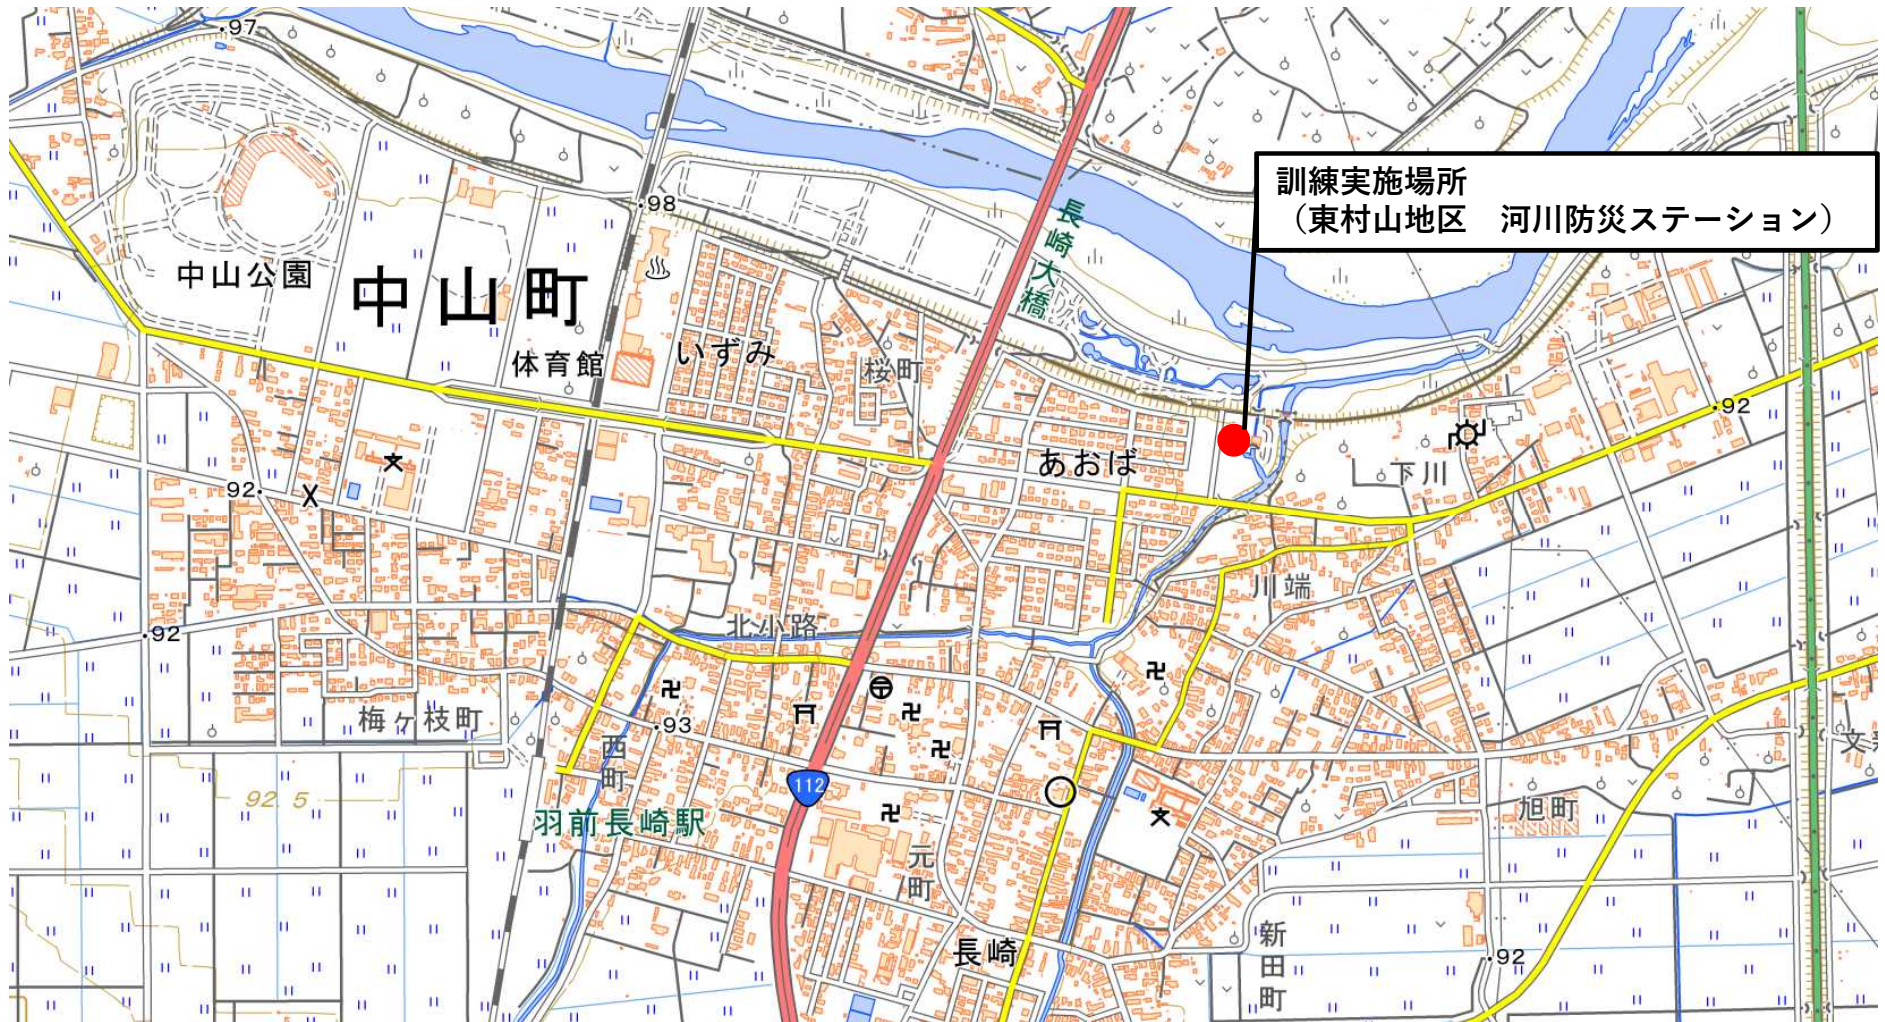 97
訓練実施場所
（東村山地区　河川防災ステーション）
98
長崎大橋
中山公園
中山町
体育館
いずみ
桜町
92
あおば
下川
92
川端
92
北小路
梅ヶ枝町
93
西町
112
92.5
羽前長崎駅
旭町
元町
長崎
新田町
92